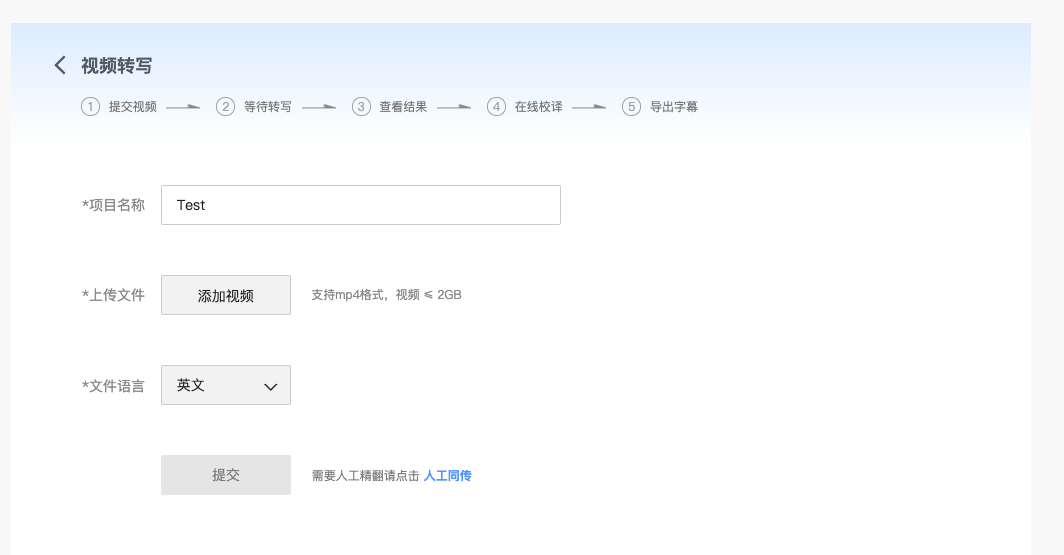 视频转写
1 提交视频 2 等待转写 3 查看结果 4 在线校译 5 导出字幕
*项目名称 Test
*上传文件 添加视频 支持mp4格式，视频 ≤ 2GB
*文件语言 英文
提交 需要人工精翻请点击 人工同传